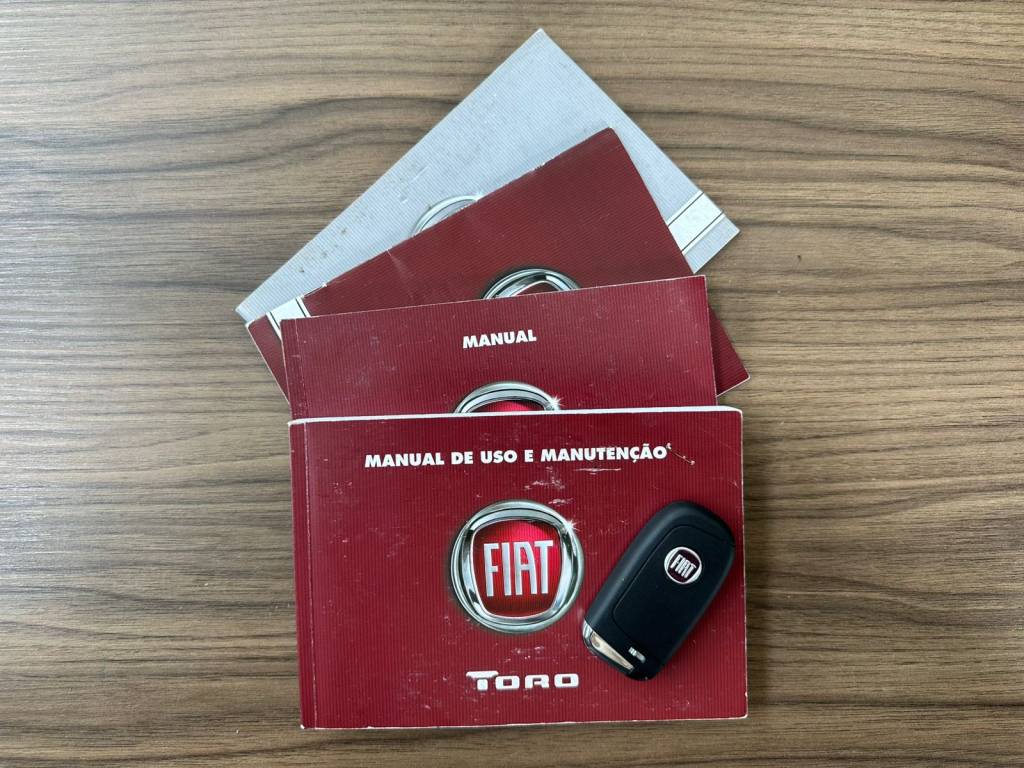 MANUAL
MANUAL DE USO E MANUTENÇÃO
FIAT
FIAT
TORO